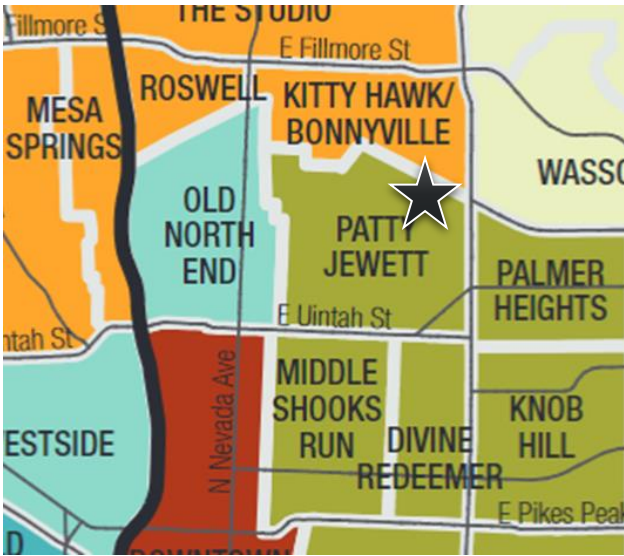 THE STUDIO
Fillmore S
E Fillmore St
ROSWELL
KITTY HAWK/
BONNYVILLE
MESA
SPRINGS
WASSO
OLD
NORTH
END
PATTY
JEWETT
PALMER
HEIGHTS
E Uintah St
ntah St
MIDDLE
SHOOKS
RUN
N Nevada Ave
KNOB
HILL
ESTSIDE
DIVINE
REDEEMER
E Pikes Peak
D
DOWNTOWN